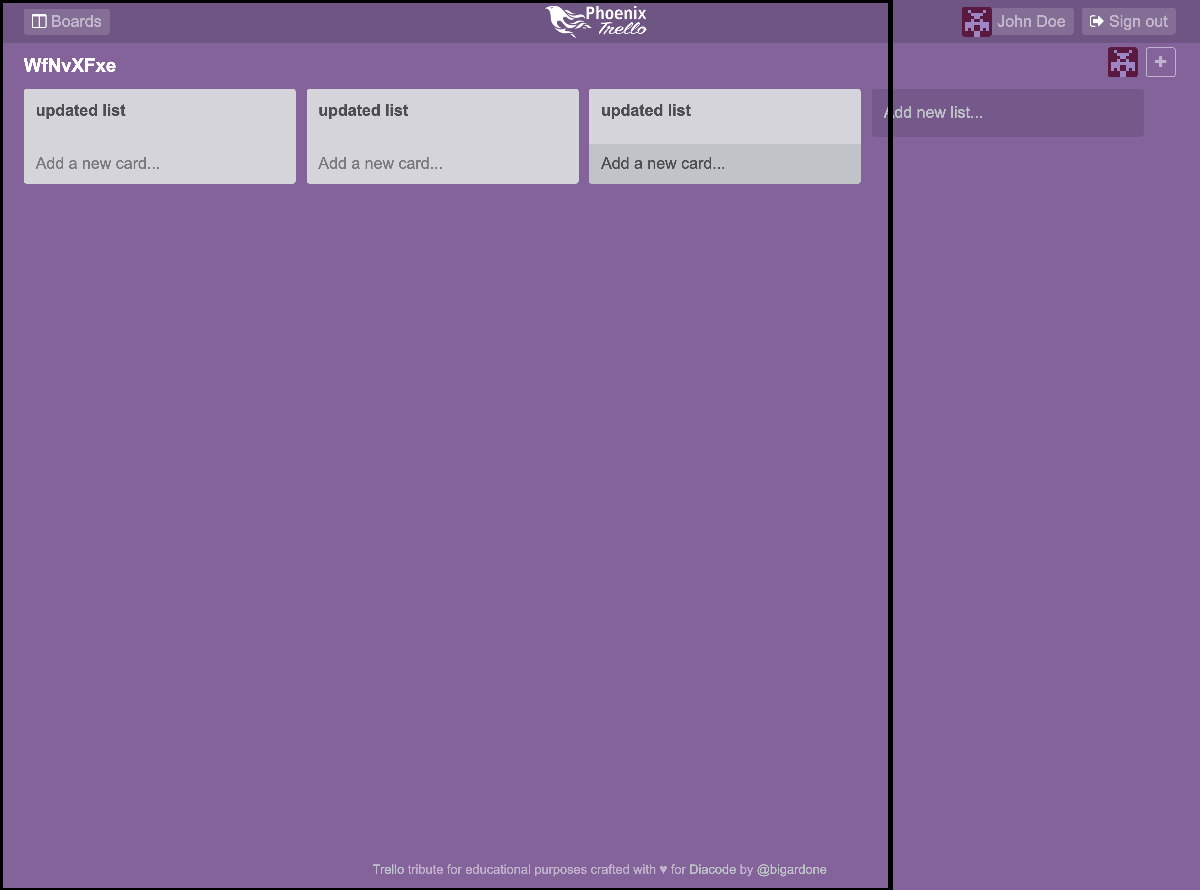 Boards
Phoenix
Trello
John Doe
Sign out
WfNvXFxe
+
updated list
Add a new card...
updated list
Add a new card...
updated list
Add a new card...
Add new list...
Trello tribute for educational purposes crafted with ♥ for Diacode by @bigardone